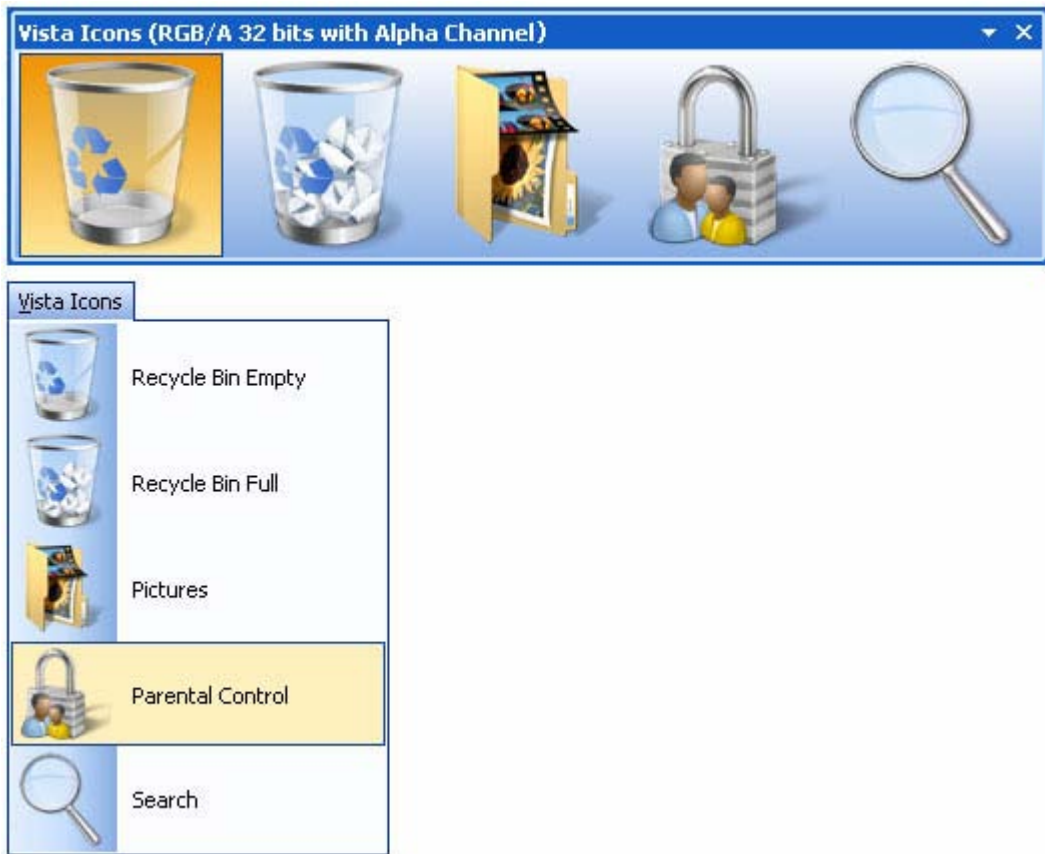 Vista Icons (RGB/A 32 bits with Alpha Channel)
Vista Icons
Recycle Bin Empty
Recycle Bin Full
Pictures
Parental Control
Search